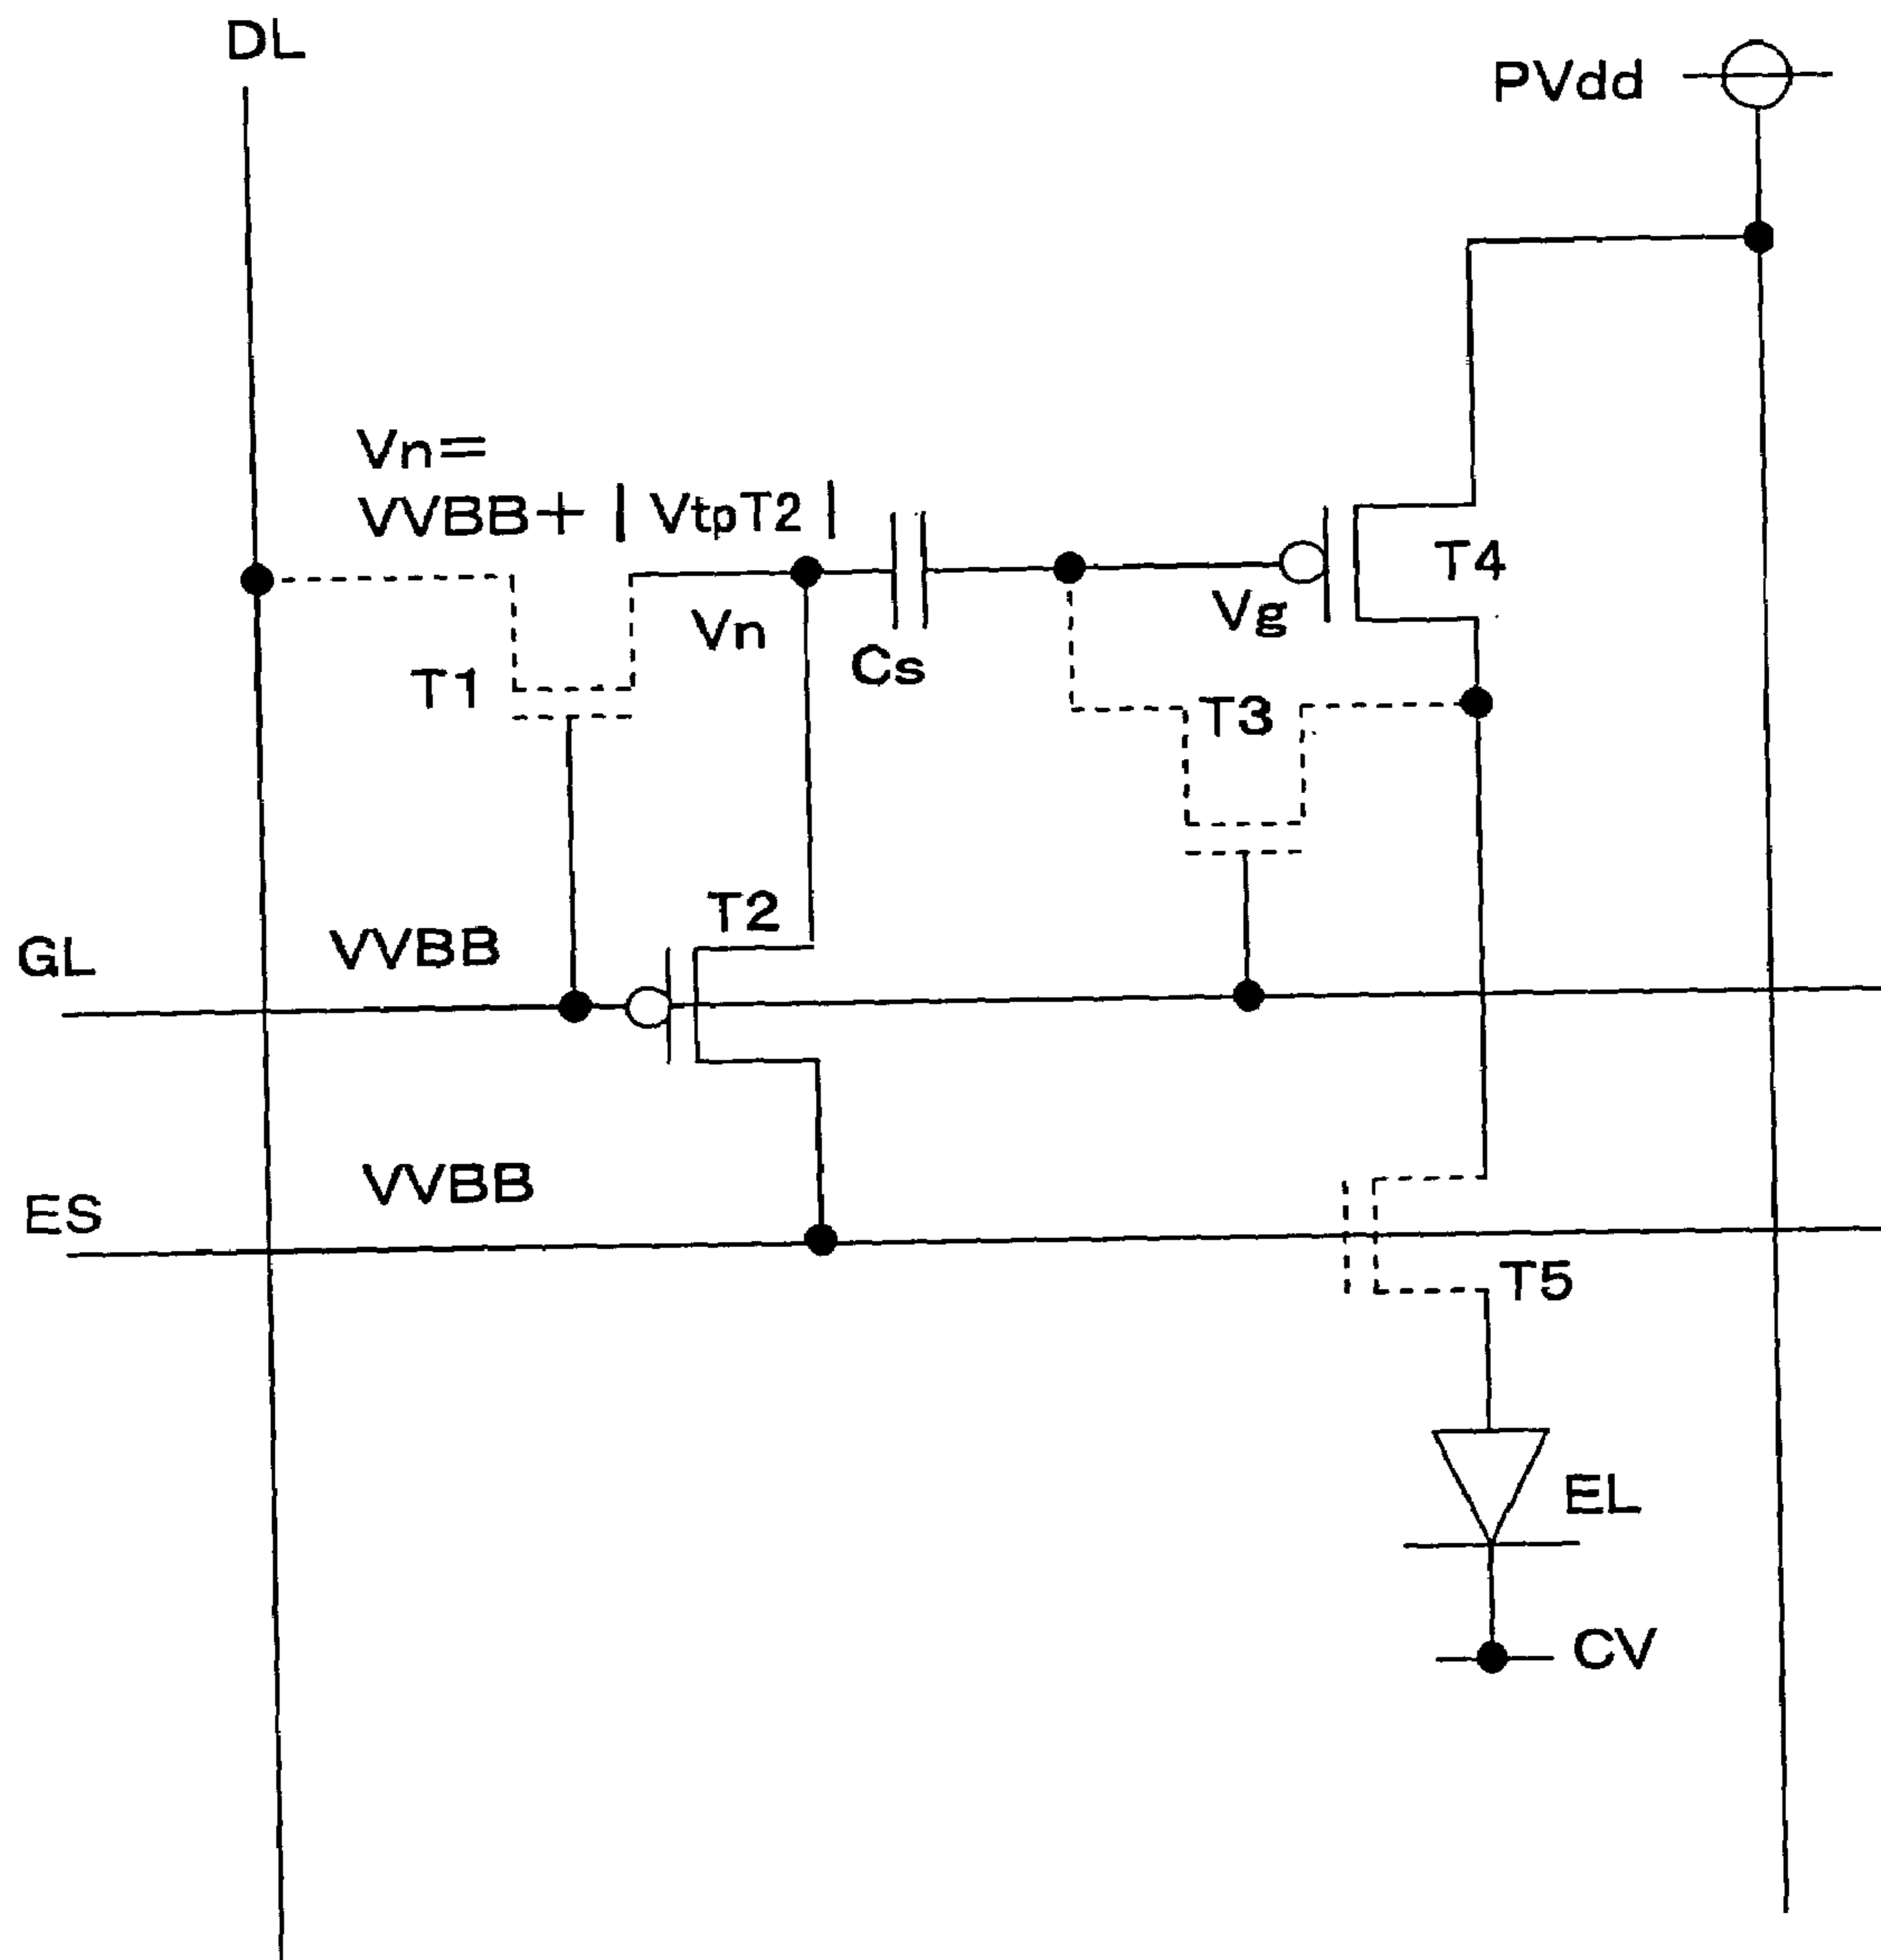 DL
PVdd
Vn=
VVBB+ | VtpT2 |
T4
Vg
Vn
Cs
T1
T3
T2
VVBB
GL
VVBB
ES
T5
EL
CV